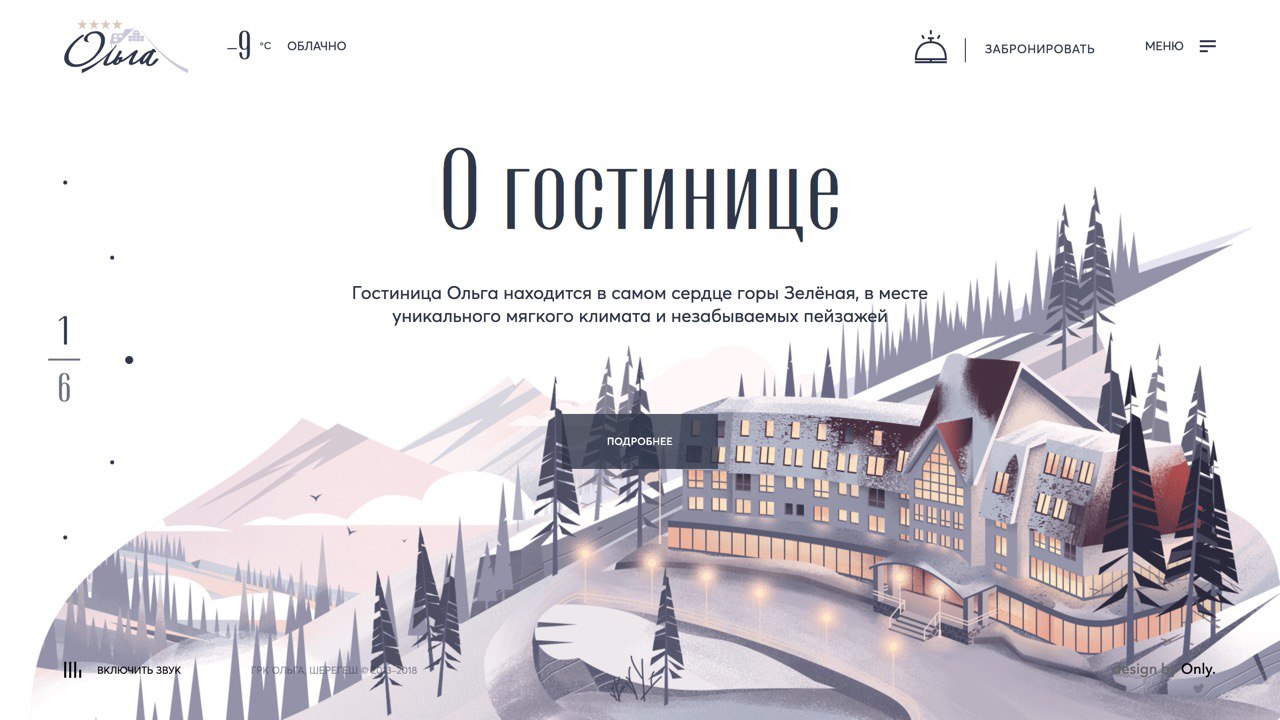 Ольга
–9 °C ОБЛАЧНО
ЗАБРОНИРОВАТЬ
МЕНЮ
О гостинице
Гостиница Ольга находится в самом сердце горы Зелёная, в месте
уникального мягкого климата и незабываемых пейзажей
1
6
ПОДРОБНЕЕ
ВКЛЮЧИТЬ ЗВУК
ГРК ОЛЬГА, ШЕРЕГЕШ © 2013–2018
design by Only.